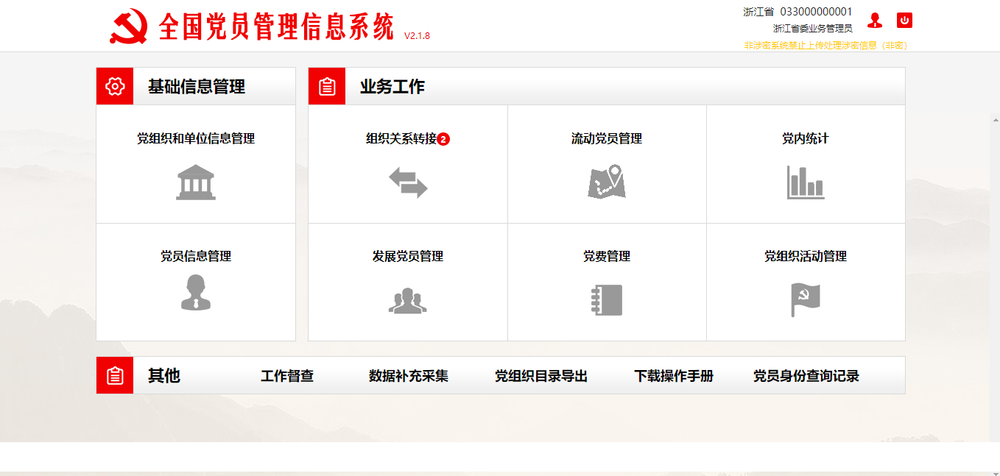 全国党员管理信息系统 V2.1.8
浙江省 033000000001
浙江省委业务管理员
非涉密系统禁止上传处理涉密信息（非密）
基础信息管理
业务工作
党组织和单位信息管理
组织关系转接2
流动党员管理
党内统计
党员信息管理
发展党员管理
党费管理
党组织活动管理
其他 工作督查 数据补充采集 党组织目录导出 下载操作手册 党员身份查询记录